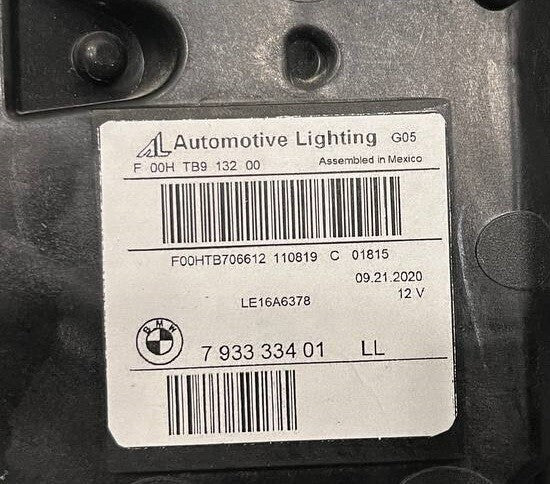 AL Automotive Lighting G05
F 00H TB9 132 00
Assembled in Mexico
F00HTB706612 110819 C 01815
09.21.2020
LE16A6378
12 V
BMW
7 933 334 01 LL